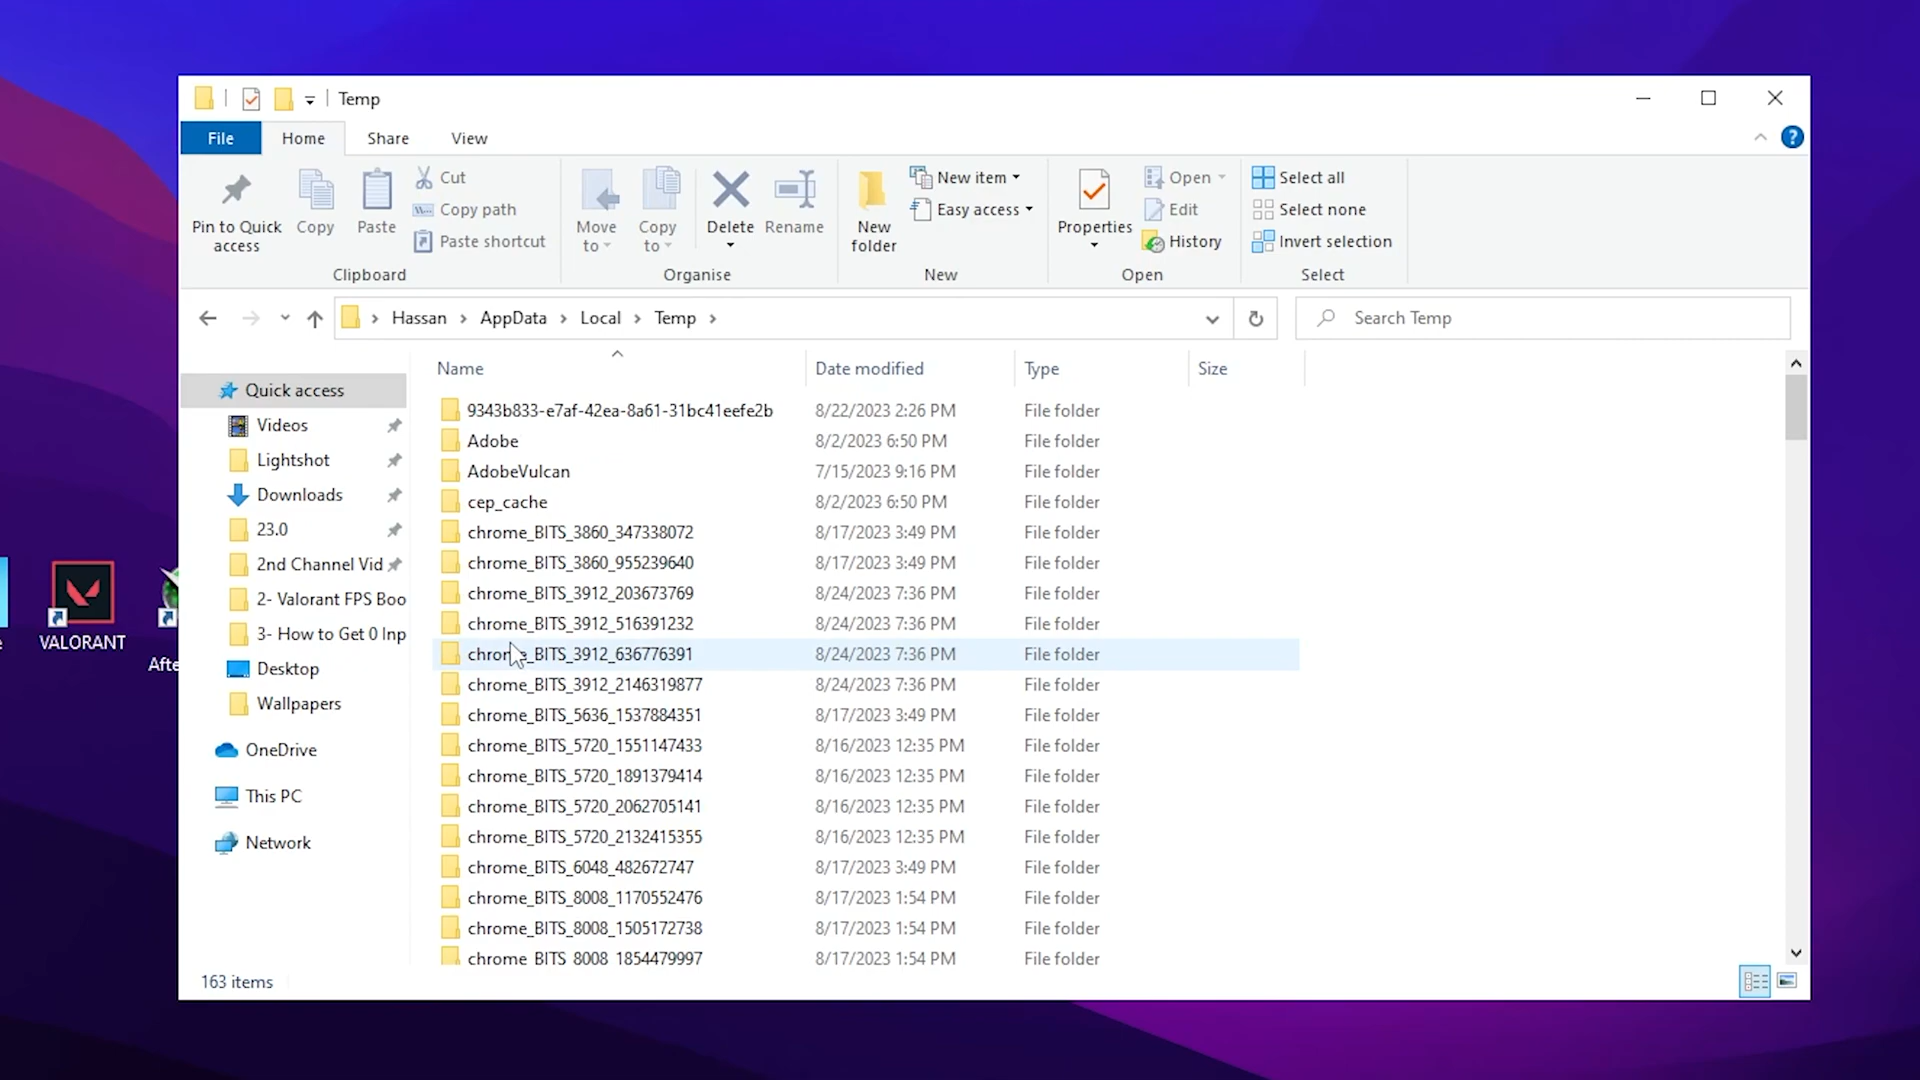 Temp
File
Home
Share
View
Pin to Quick access
Copy
Paste
Cut
Copy path
Paste shortcut
Clipboard
Move to
Copy to
Delete
Rename
Organise
New folder
New item
Easy access
New
Properties
Open
Edit
History
Open
Select all
Select none
Invert selection
Select
Hassan > AppData > Local > Temp >
Search Temp
Name
Date modified
Type
Size
Quick access
Videos
Lightshot
Downloads
23.0
2nd Channel Vid
2- Valorant FPS Boo
3- How to Get 0 Inp
Desktop
Wallpapers
OneDrive
This PC
Network
9343b833-e7af-42ea-8a61-31bc41eefe2b 8/22/2023 2:26 PM File folder
Adobe 8/2/2023 6:50 PM File folder
AdobeVulcan 7/15/2023 9:16 PM File folder
cep_cache 8/2/2023 6:50 PM File folder
chrome_BITS_3860_347338072 8/17/2023 3:49 PM File folder
chrome_BITS_3860_955239640 8/17/2023 3:49 PM File folder
chrome_BITS_3912_203673769 8/24/2023 7:36 PM File folder
chrome_BITS_3912_516391232 8/24/2023 7:36 PM File folder
chrome_BITS_3912_636776391 8/24/2023 7:36 PM File folder
chrome_BITS_3912_2146319877 8/24/2023 7:36 PM File folder
chrome_BITS_5636_1537884351 8/17/2023 3:49 PM File folder
chrome_BITS_5720_1551147433 8/16/2023 12:35 PM File folder
chrome_BITS_5720_1891379414 8/16/2023 12:35 PM File folder
chrome_BITS_5720_2062705141 8/16/2023 12:35 PM File folder
chrome_BITS_5720_2132415355 8/16/2023 12:35 PM File folder
chrome_BITS_6048_482672747 8/17/2023 3:49 PM File folder
chrome_BITS_8008_1170552476 8/17/2023 1:54 PM File folder
chrome_BITS_8008_1505172738 8/17/2023 1:54 PM File folder
chrome_BITS_8008_1854479997 8/17/2023 1:54 PM File folder
163 items
VALORANT
Afte